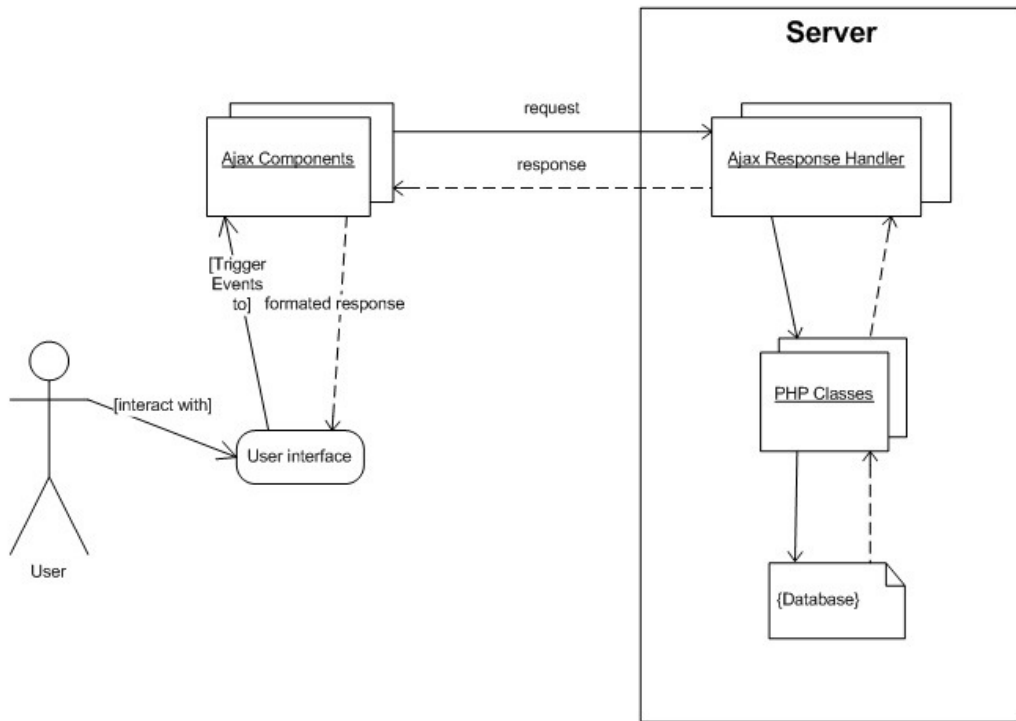 Server
request
Ajax Components
Ajax Response Handler
response
[Trigger
Events
to]
formated response
PHP Classes
[interact with]
User interface
User
{Database}